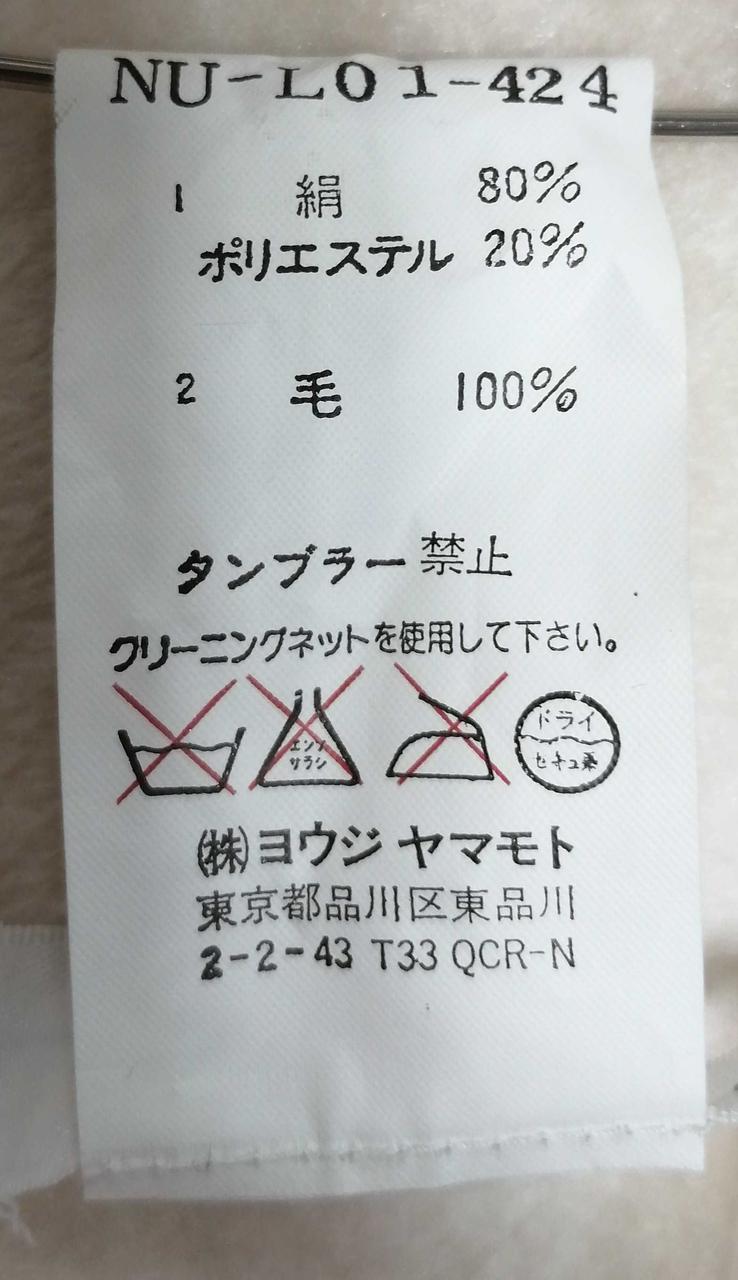 NU-L01-424
1 絹 80%
ポリエステル 20%
2 毛 100%
タンブラー禁止
クリーニングネットを使用して下さい。
エンソ
サラシ
ドライ
セキユ系
㈱ヨウジ ヤマモト
東京都品川区東品川
2-2-43 T33 QCR-N